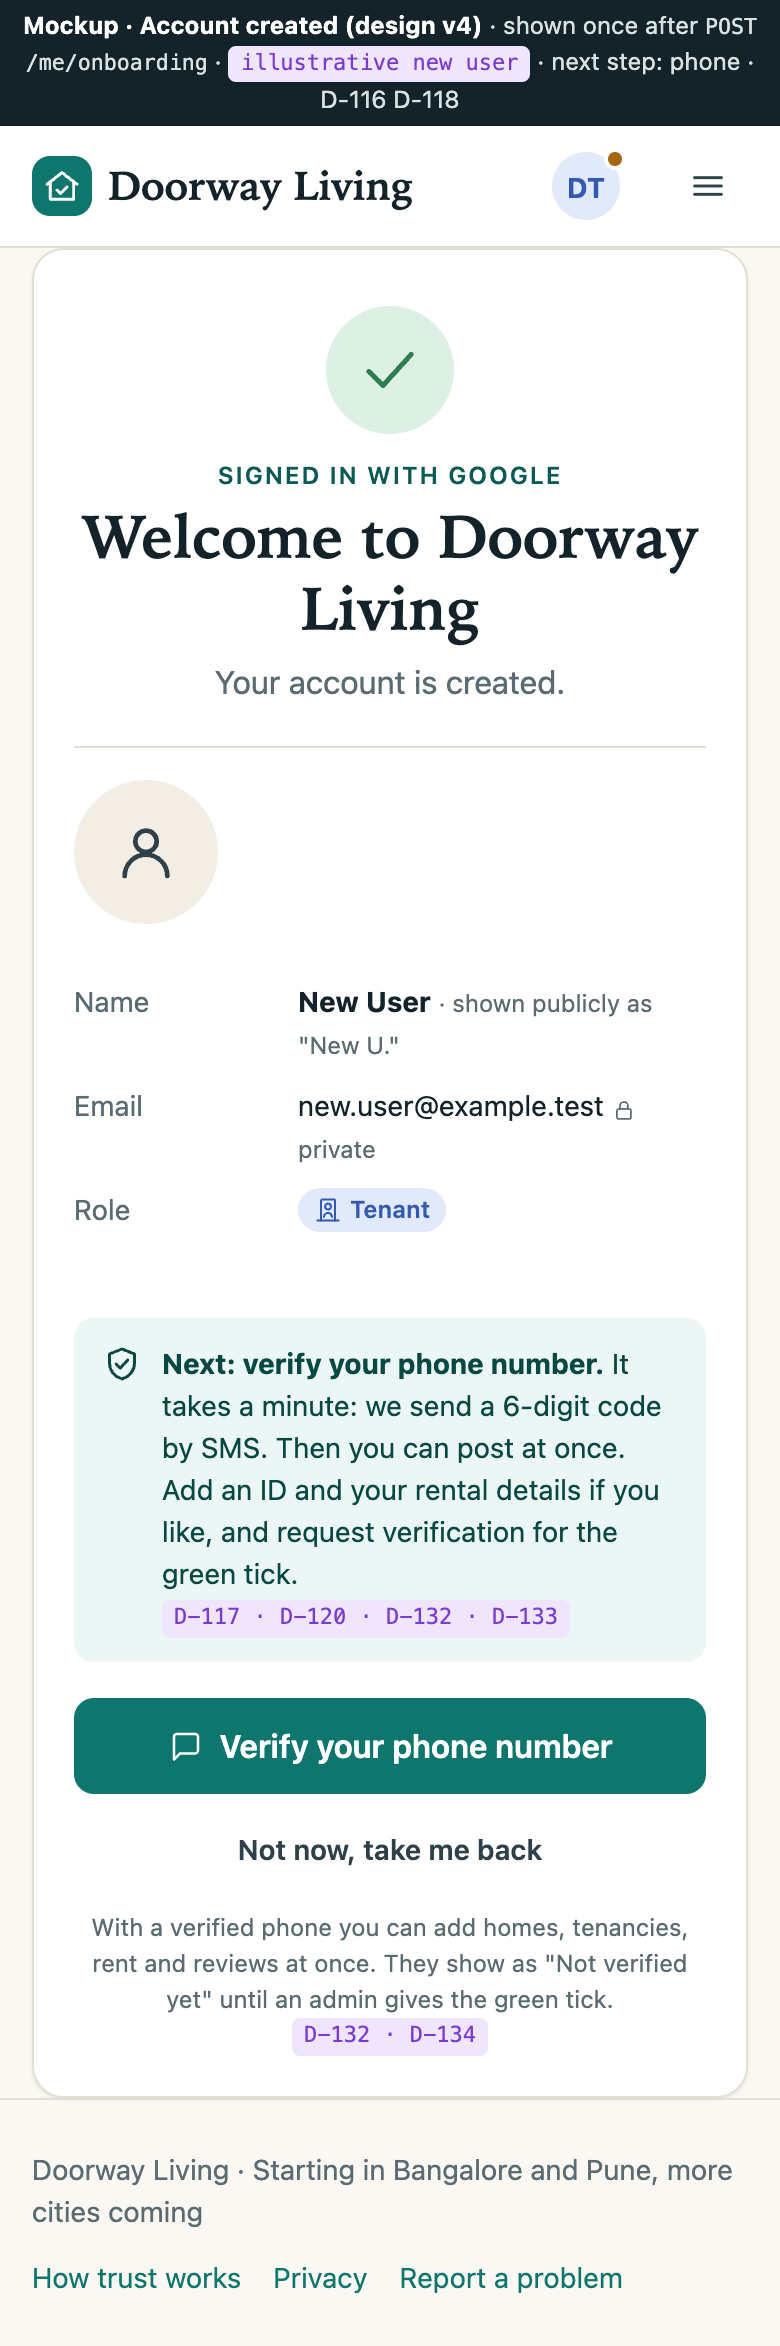 Mockup · Account created (design v4) · shown once after POST
/me/onboarding · illustrative new user · next step: phone ·
D-116 D-118
Doorway Living
DT
SIGNED IN WITH GOOGLE
Welcome to Doorway
Living
Your account is created.
Name
New User · shown publicly as
"New U."
Email
new.user@example.test
private
Role
Tenant
Next: verify your phone number. It
takes a minute: we send a 6-digit code
by SMS. Then you can post at once.
Add an ID and your rental details if you
like, and request verification for the
green tick.
D-117 · D-120 · D-132 · D-133
Verify your phone number
Not now, take me back
With a verified phone you can add homes, tenancies,
rent and reviews at once. They show as "Not verified
yet" until an admin gives the green tick.
D-132 · D-134
Doorway Living · Starting in Bangalore and Pune, more
cities coming
How trust works Privacy Report a problem